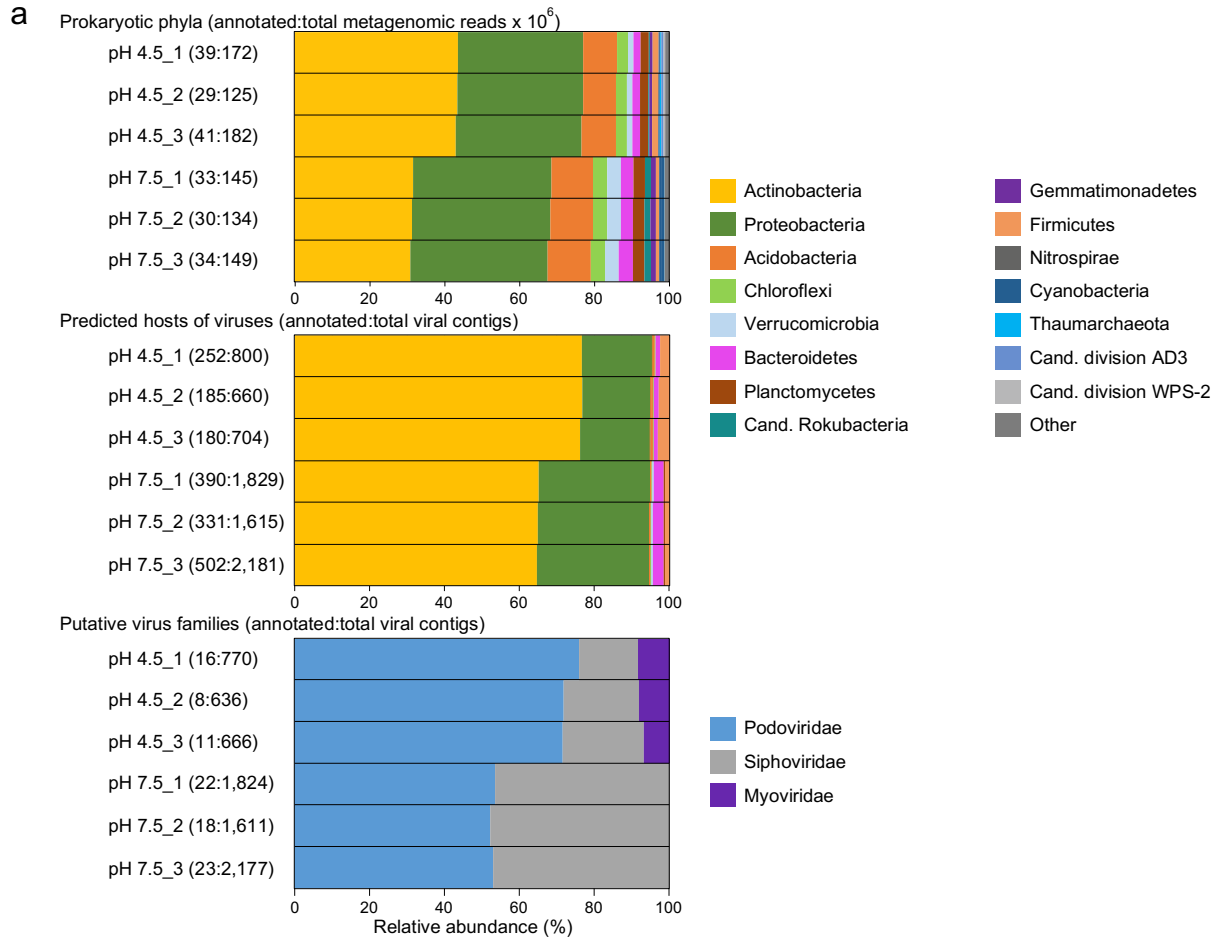 a
Prokaryotic phyla (annotated:total metagenomic reads x 10⁶)
pH 4.5_1 (39:172)
pH 4.5_2 (29:125)
pH 4.5_3 (41:182)
pH 7.5_1 (33:145)
pH 7.5_2 (30:134)
pH 7.5_3 (34:149)
0 20 40 60 80 100
Predicted hosts of viruses (annotated:total viral contigs)
pH 4.5_1 (252:800)
pH 4.5_2 (185:660)
pH 4.5_3 (180:704)
pH 7.5_1 (390:1,829)
pH 7.5_2 (331:1,615)
pH 7.5_3 (502:2,181)
0 20 40 60 80 100
Putative virus families (annotated:total viral contigs)
pH 4.5_1 (16:770)
pH 4.5_2 (8:636)
pH 4.5_3 (11:666)
pH 7.5_1 (22:1,824)
pH 7.5_2 (18:1,611)
pH 7.5_3 (23:2,177)
0 20 40 60 80 100
Relative abundance (%)
Actinobacteria
Proteobacteria
Acidobacteria
Chloroflexi
Verrucomicrobia
Bacteroidetes
Planctomycetes
Cand. Rokubacteria
Gemmatimonadetes
Firmicutes
Nitrospirae
Cyanobacteria
Thaumarchaeota
Cand. division AD3
Cand. division WPS-2
Other
Podoviridae
Siphoviridae
Myoviridae